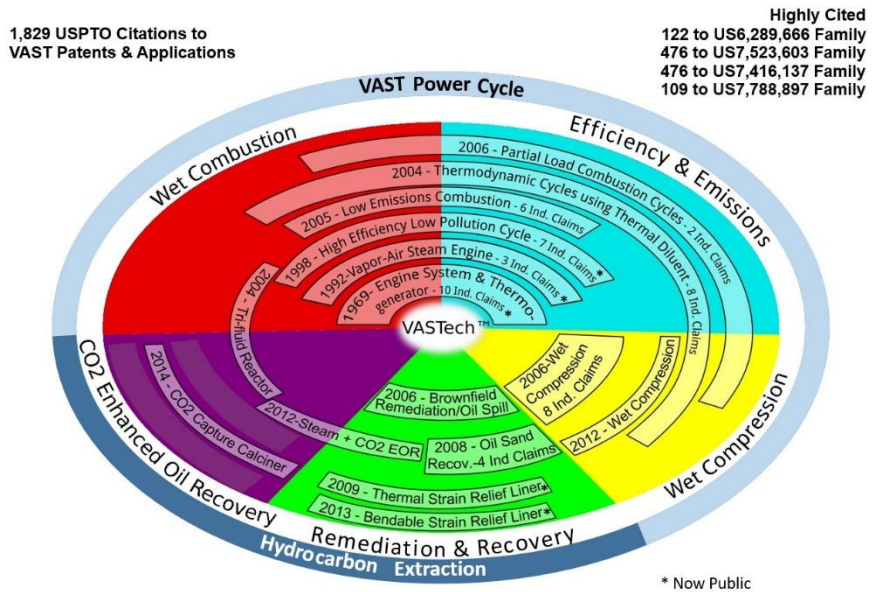 1,829 USPTO Citations to
VAST Patents & Applications
Highly Cited
122 to US6,289,666 Family
476 to US7,523,603 Family
476 to US7,416,137 Family
109 to US7,788,897 Family
VAST Power Cycle
Wet Combustion
Efficiency & Emissions
2006 - Partial Load Combustion Cycles - 2 Ind. Claims
2004 - Thermodynamic Cycles using Thermal Diluent - 8 Ind. Claims
2005 - Low Emissions Combustion - 6 Ind. Claims
1998 - High Efficiency Low Pollution Cycle - 7 Ind. Claims *
1992-Vapor-Air Steam Engine - 3 Ind. Claims *
1969- Engine System & Thermo-
generator - 10 Ind. Claims *
VASTech™
2004 - Tri-fluid Reactor
2014 - CO2 Capture Calciner
2012-Steam + CO2 EOR
2006 - Brownfield
Remediation/Oil Spill
2008 - Oil Sand
Recov.-4 Ind Claims
2009 - Thermal Strain Relief Liner*
2013 - Bendable Strain Relief Liner*
2006-Wet
Compression
8 Ind. Claims
2012 - Wet Compression
CO2 Enhanced Oil Recovery
Remediation & Recovery
Wet Compression
Hydrocarbon Extraction
* Now Public